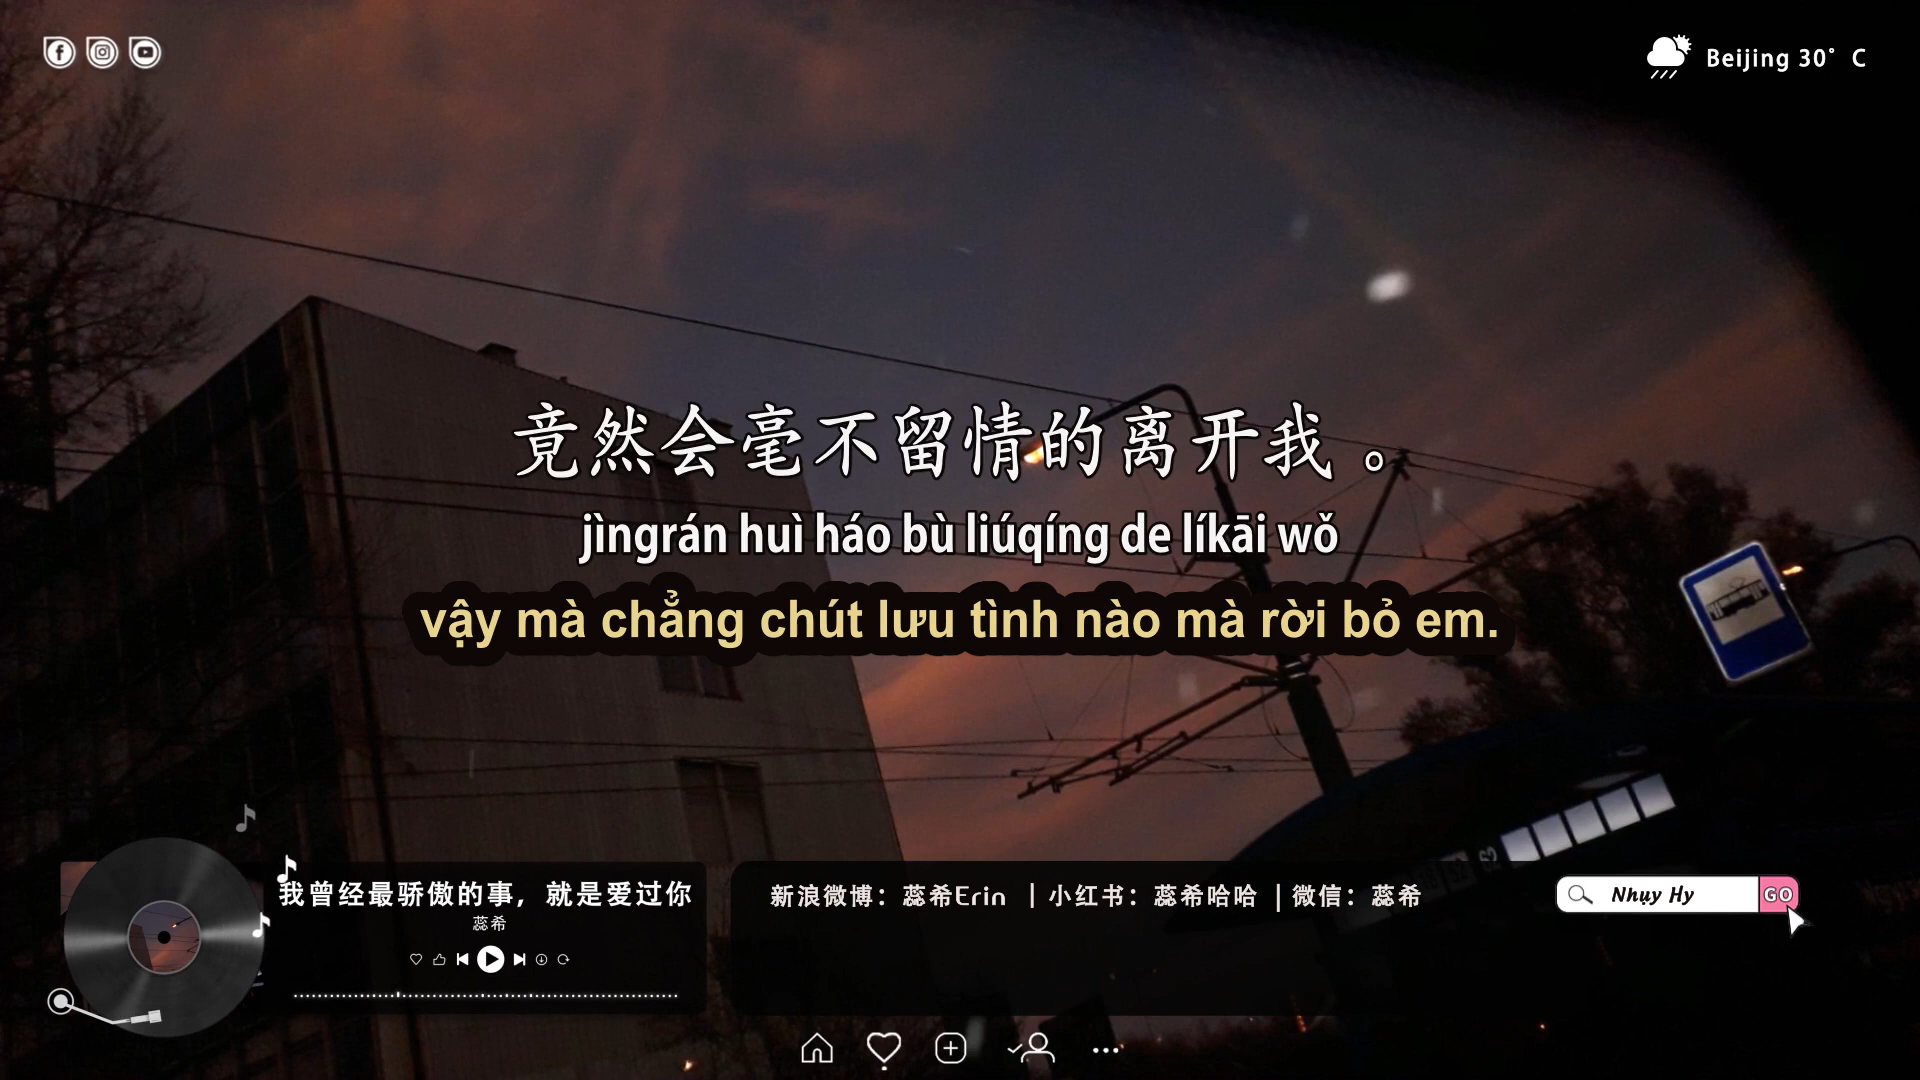 Beijing 30° C
竟然会毫不留情的离开我。
jìngrán huì háo bù liúqíng de líkāi wǒ
vậy mà chẳng chút lưu tình nào mà rời bỏ em.
我曾经最骄傲的事，就是爱过你
蕊希
新浪微博：蕊希Erin ｜小红书：蕊希哈哈 ｜微信：蕊希
Nhụy Hy
GO
62